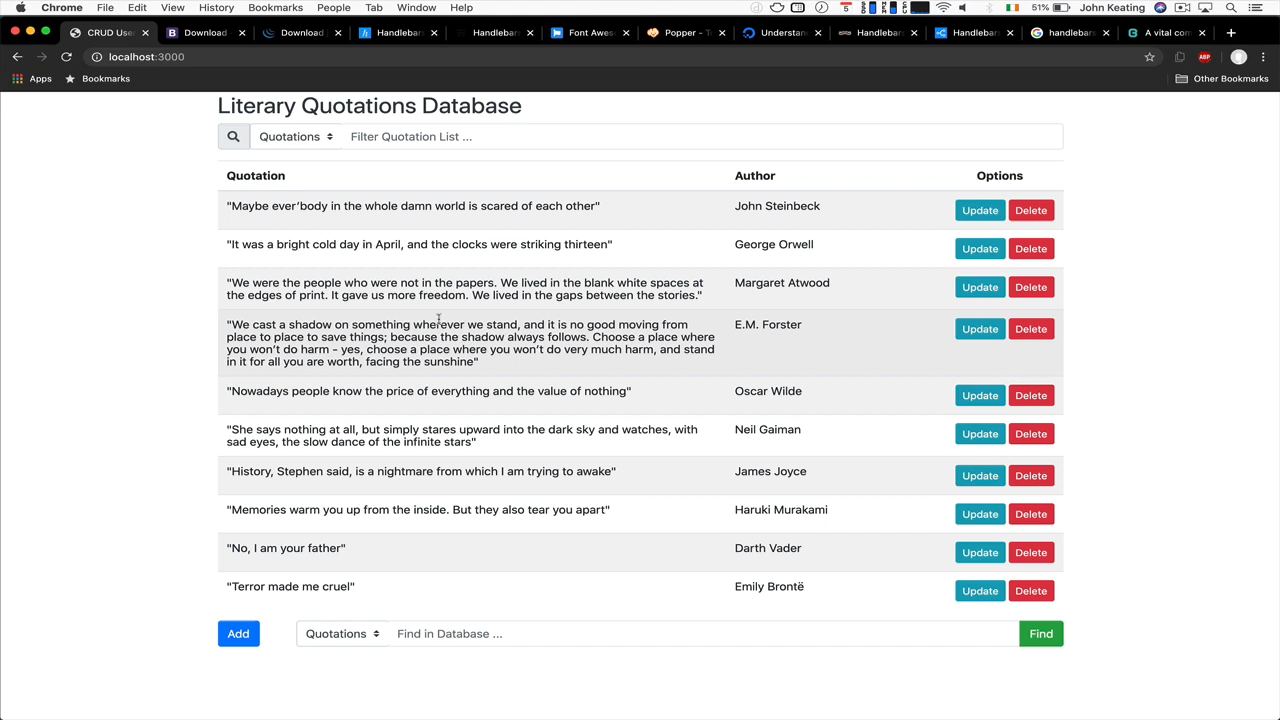 Chrome File Edit View History Bookmarks People Tab Window Help 51% John Keating
CRUD Use Download Download Handlebar Handlebars Font Awes Popper - T Understan Handlebars Handlebars handlebars A vital com
localhost:3000 ABP
Apps Bookmarks Other Bookmarks
Literary Quotations Database
Quotations Filter Quotation List ...
Quotation Author Options
"Maybe ever’body in the whole damn world is scared of each other" John Steinbeck Update Delete
"It was a bright cold day in April, and the clocks were striking thirteen" George Orwell Update Delete
"We were the people who were not in the papers. We lived in the blank white spaces at
the edges of print. It gave us more freedom. We lived in the gaps between the stories." Margaret Atwood Update Delete
"We cast a shadow on something wherever we stand, and it is no good moving from
place to place to save things; because the shadow always follows. Choose a place where
you won’t do harm - yes, choose a place where you won’t do very much harm, and stand
in it for all you are worth, facing the sunshine" E.M. Forster Update Delete
"Nowadays people know the price of everything and the value of nothing" Oscar Wilde Update Delete
"She says nothing at all, but simply stares upward into the dark sky and watches, with
sad eyes, the slow dance of the infinite stars" Neil Gaiman Update Delete
"History, Stephen said, is a nightmare from which I am trying to awake" James Joyce Update Delete
"Memories warm you up from the inside. But they also tear you apart" Haruki Murakami Update Delete
"No, I am your father" Darth Vader Update Delete
"Terror made me cruel" Emily Brontë Update Delete
Add Quotations Find in Database ... Find